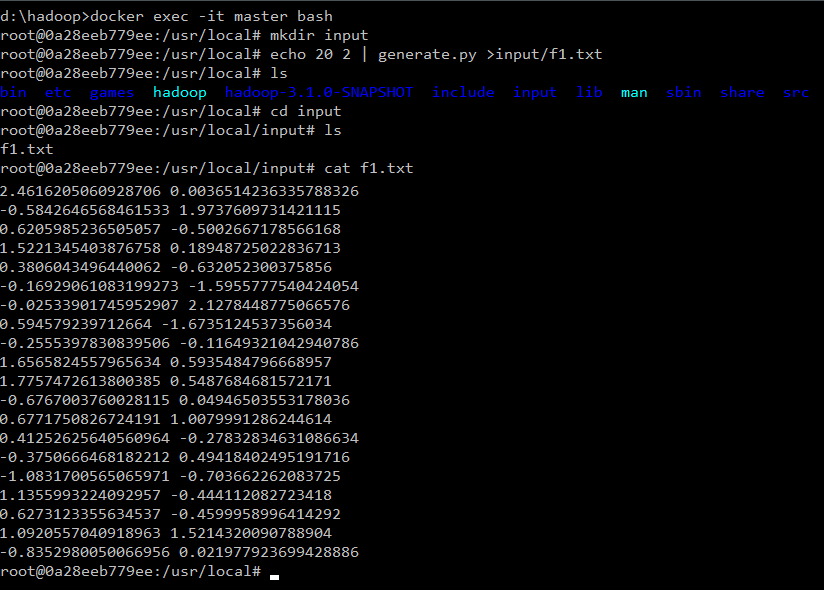 d:\hadoop>docker exec -it master bash
root@0a28eeb779ee:/usr/local# mkdir input
root@0a28eeb779ee:/usr/local# echo 20 2 | generate.py >input/f1.txt
root@0a28eeb779ee:/usr/local# ls
bin etc games hadoop hadoop-3.1.0-SNAPSHOT include input lib man sbin share src
root@0a28eeb779ee:/usr/local# cd input
root@0a28eeb779ee:/usr/local/input# ls
f1.txt
root@0a28eeb779ee:/usr/local/input# cat f1.txt
2.4616205060928706 0.0036514236335788326
-0.5842646568461533 1.9737609731421115
0.6205985236505057 -0.5002667178566168
1.5221345403876758 0.18948725022836713
0.3806043496440062 -0.632052300375856
-0.16929061083199273 -1.5955777540424054
-0.02533901745952907 2.1278448775066576
0.594579239712664 -1.6735124537356034
-0.2555397830839506 -0.11649321042940786
1.6565824557965634 0.5935484796668957
1.7757472613800385 0.5487684681572171
-0.6767003760028115 0.04946503553178036
0.6771750826724191 1.0079991286244614
0.41252625640560964 -0.27832834631086634
-0.3750666468182212 0.49418402495191716
-1.0831700565065971 -0.703662262083725
1.1355993224092957 -0.444112082723418
0.6273123355634537 -0.4599958996414292
1.0920557040918963 1.5214320090788904
-0.8352980050066956 0.021977923699428886
root@0a28eeb779ee:/usr/local#